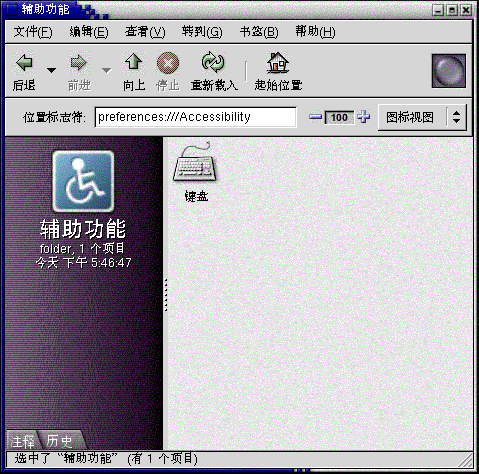 辅助功能
文件(F) 编辑(E) 查看(V) 转到(G) 书签(B) 帮助(H)
后退 前进 向上 停止 重新载入 起始位置
位置标志符: preferences:///Accessibility 100 图标视图
辅助功能
folder, 1 个项目
今天 下午 5:46:47
键盘
注释 历史
选中了 “辅助功能” (有 1 个项目)